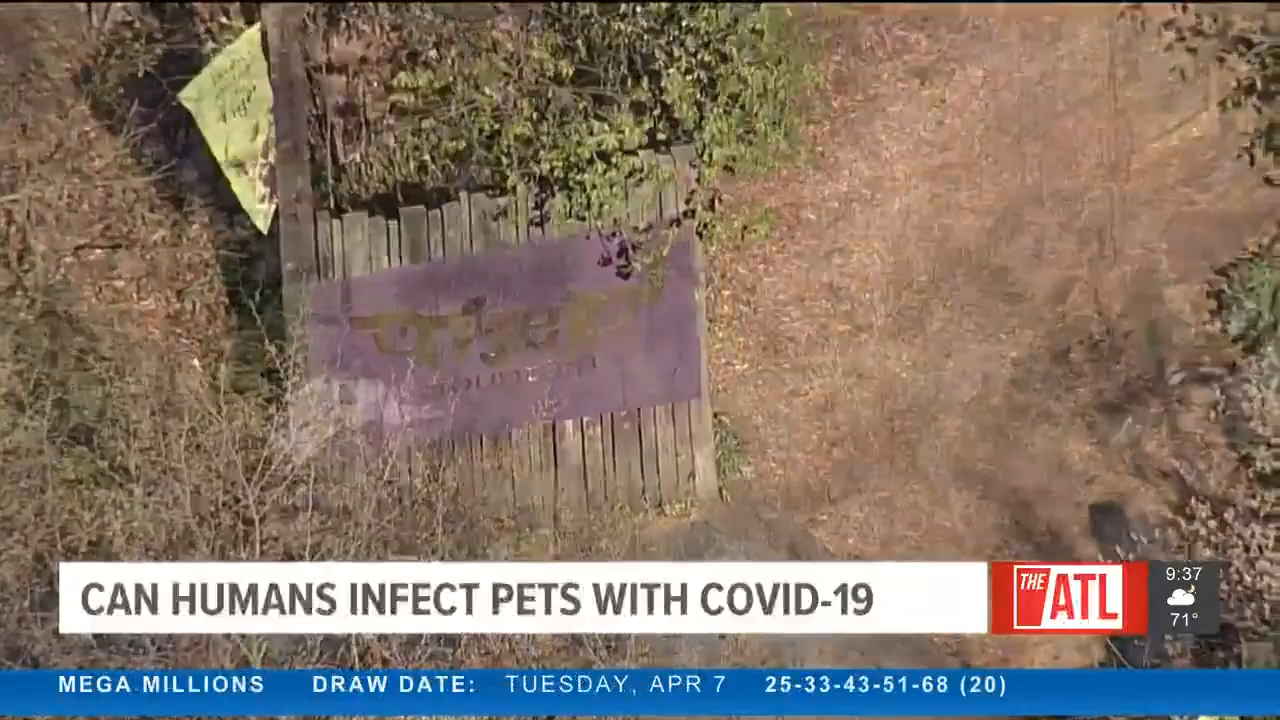 CAN HUMANS INFECT PETS WITH COVID-19
THE
ATL
9:37
71°
MEGA MILLIONS DRAW DATE: TUESDAY, APR 7 25-33-43-51-68 (20)